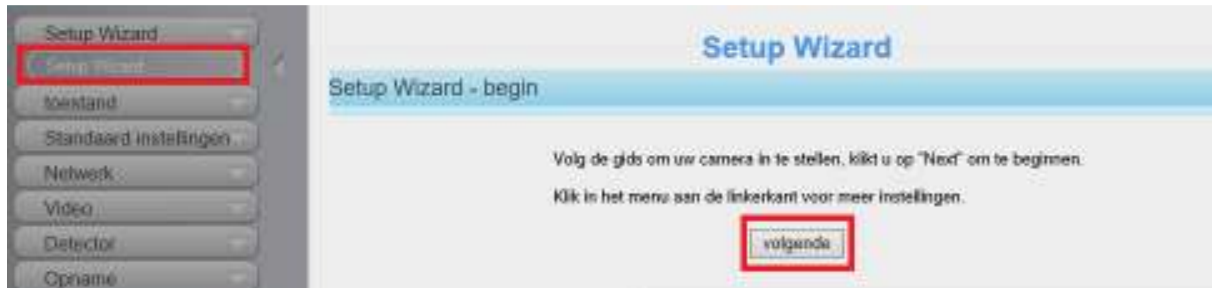 Setup Wizard
Setup Wizard
toestand
Standaard instellingen
Netwerk
Video
Detector
Opname
Setup Wizard
Setup Wizard - begin
Volg de gids om uw camera in te stellen, klikt u op "Next" om te beginnen.
Klik in het menu aan de linkerkant voor meer instellingen.
volgende